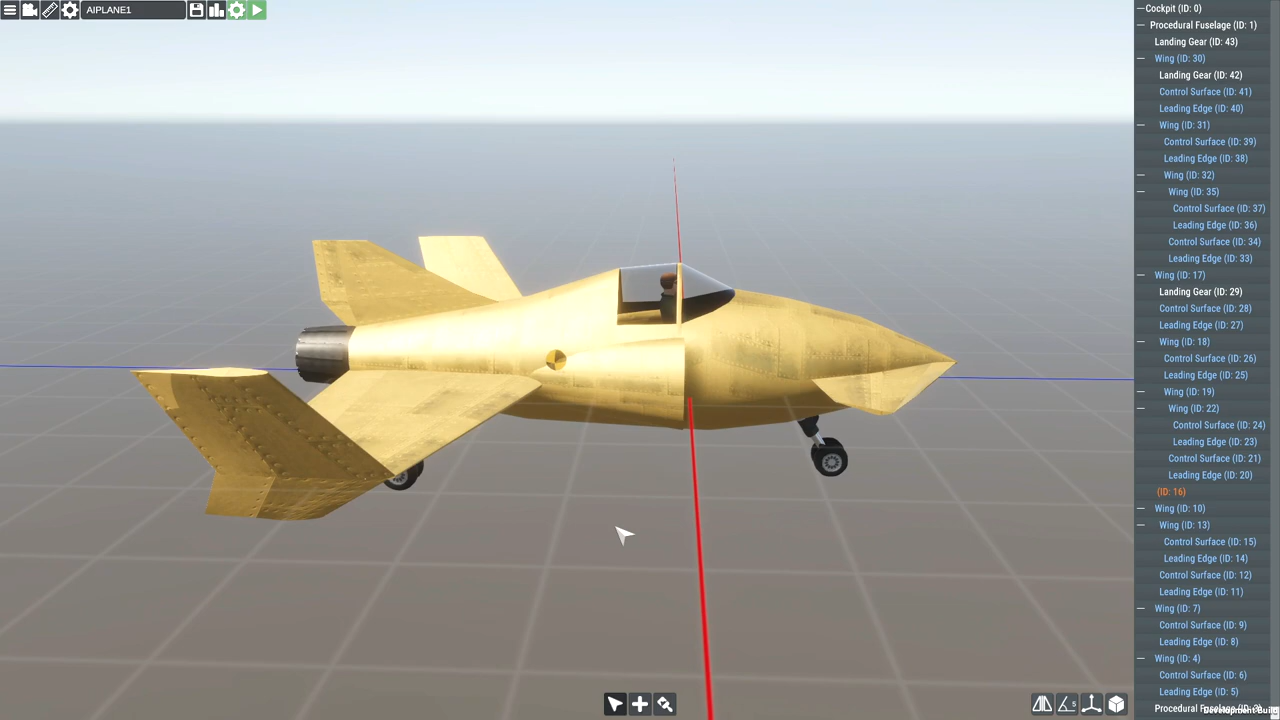 AIPLANE1
Cockpit (ID: 0)
Procedural Fuselage (ID: 1)
Landing Gear (ID: 43)
Wing (ID: 30)
Landing Gear (ID: 42)
Control Surface (ID: 41)
Leading Edge (ID: 40)
Wing (ID: 31)
Control Surface (ID: 39)
Leading Edge (ID: 38)
Wing (ID: 32)
Wing (ID: 35)
Control Surface (ID: 37)
Leading Edge (ID: 36)
Control Surface (ID: 34)
Leading Edge (ID: 33)
Wing (ID: 17)
Landing Gear (ID: 29)
Control Surface (ID: 28)
Leading Edge (ID: 27)
Wing (ID: 18)
Control Surface (ID: 26)
Leading Edge (ID: 25)
Wing (ID: 19)
Wing (ID: 22)
Control Surface (ID: 24)
Leading Edge (ID: 23)
Control Surface (ID: 21)
Leading Edge (ID: 20)
(ID: 16)
Wing (ID: 10)
Wing (ID: 13)
Control Surface (ID: 15)
Leading Edge (ID: 14)
Control Surface (ID: 12)
Leading Edge (ID: 11)
Wing (ID: 7)
Control Surface (ID: 9)
Leading Edge (ID: 8)
Wing (ID: 4)
Control Surface (ID: 6)
Leading Edge (ID: 5)
Procedural Fuselage
Development Build
5